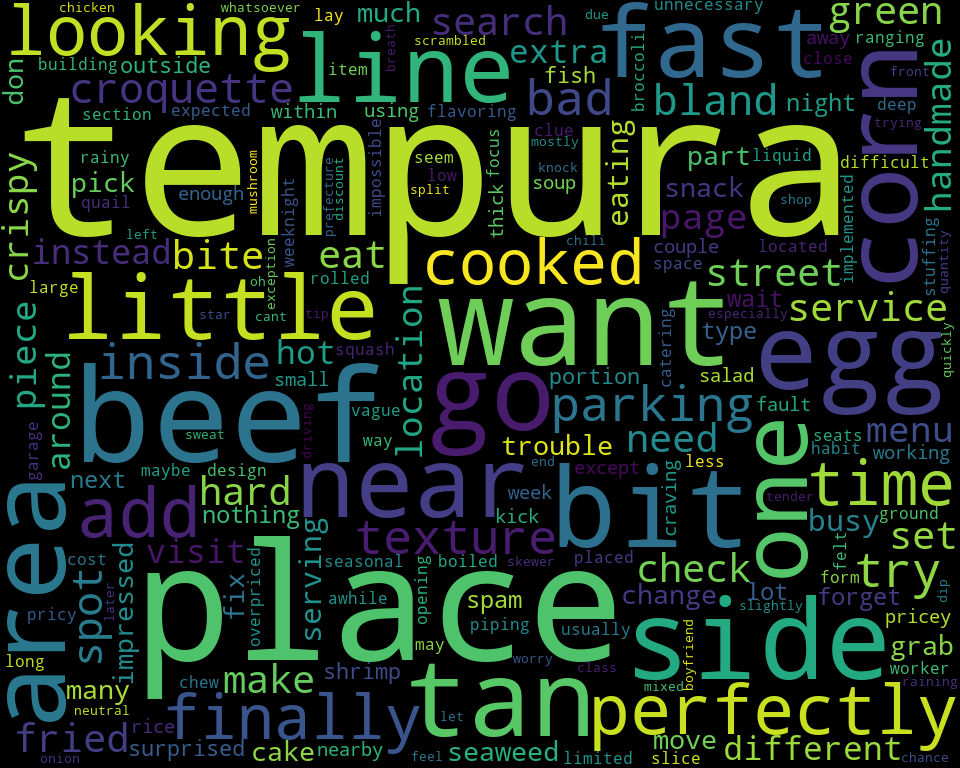 chicken
whatsoever
lay
much
search
unnecessary
due
green
looking
line
fast
extra
scrambled
breath
away
ranging
close
building
outside
item
fish
don
croquette
bad
broccoli
bland
night
deep
front
corn
handmade
section
expected
within
using
flavoring
trying
tempura
rainy
pick
quail
enough
mushroom
prefecture
discount
impossible
seem
low
split
thick
focus
clue
mostly
knock
soup
eating
part
liquid
difficult
snack
shop
page
crispy
left
weeknight
instead
bite
exception
eat
cooked
chili
couple
located
space
implemented
stuffing
quantity
street
large
oh
rolled
little
star
cant
tip
want
wait
especially
service
catering
type
quickly
piece
inside
hot
squash
location
egg
around
beef
small
vague
go
portion
salad
parking
fault
driving
sweat
way
trouble
need
seats
menu
habit
working
garage
next
maybe
design
near
end
except
craving
less
one
time
area
add
hard
nothing
week
kick
bit
tender
busy
ground
set
visit
texture
serving
cost
spot
impressed
fix
overpriced
seasonal
boiled
skewer
placed
check
felt
form
try
pricy
later
place
awhile
opening
spam
piping
usually
change
lot
slightly
forget
dip
pricey
may
side
grab
long
worry
class
boyfriend
worker
many
chew
make
shrimp
tan
mixed
raining
neutral
finally
let
perfectly
fried
rice
surprised
cake
nearby
onion
feel
seaweed
limited
move
slice
different
chance